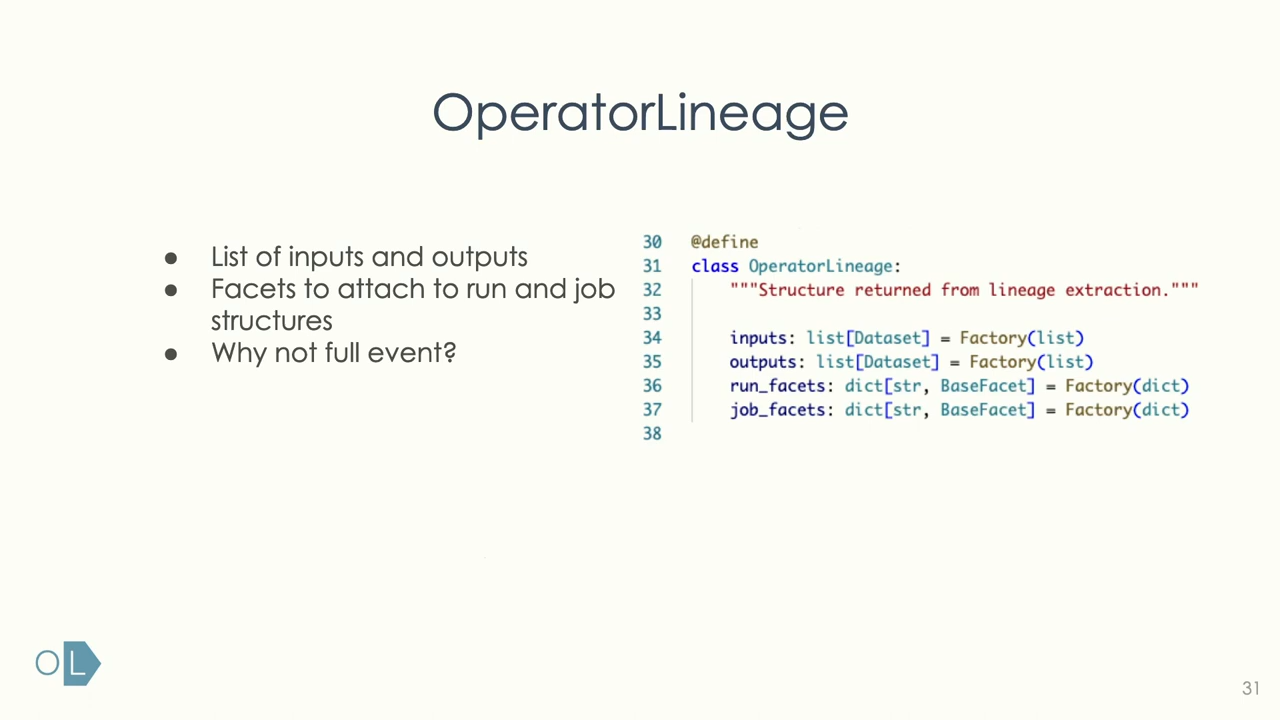 OperatorLineage
● List of inputs and outputs
● Facets to attach to run and job
structures
● Why not full event?
30 @define
31 class OperatorLineage:
32 """Structure returned from lineage extraction."""
33
34 inputs: list[Dataset] = Factory(list)
35 outputs: list[Dataset] = Factory(list)
36 run_facets: dict[str, BaseFacet] = Factory(dict)
37 job_facets: dict[str, BaseFacet] = Factory(dict)
38
OL
31